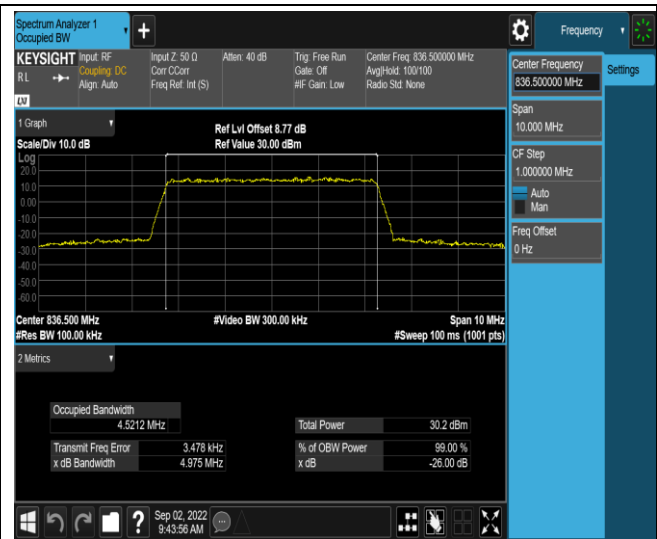 Spectrum Analyzer 1
Occupied BW
+
Frequency
KEYSIGHT
RL
LXI
Input: RF
Coupling: DC
Align: Auto
Input Z: 50 Ω
Corr CCorr
Freq Ref: Int (S)
Atten: 40 dB
Trig: Free Run
Gate: Off
#IF Gain: Low
Center Freq: 836.500000 MHz
Avg|Hold: 100/100
Radio Std: None
Center Frequency
836.500000 MHz
Settings
Span
10.000 MHz
CF Step
1.000000 MHz
Auto
Man
Freq Offset
0 Hz
1 Graph
Scale/Div 10.0 dB
Ref Lvl Offset 8.77 dB
Ref Value 30.00 dBm
Log
20.0
10.0
0.00
-10.0
-20.0
-30.0
-40.0
-50.0
-60.0
Center 836.500 MHz
#Video BW 300.00 kHz
Span 10 MHz
#Res BW 100.00 kHz
#Sweep 100 ms (1001 pts)
2 Metrics
Occupied Bandwidth
4.5212 MHz
Total Power 30.2 dBm
Transmit Freq Error 3.478 kHz
% of OBW Power 99.00 %
x dB Bandwidth 4.975 MHz
x dB -26.00 dB
?
Sep 02, 2022
9:43:56 AM